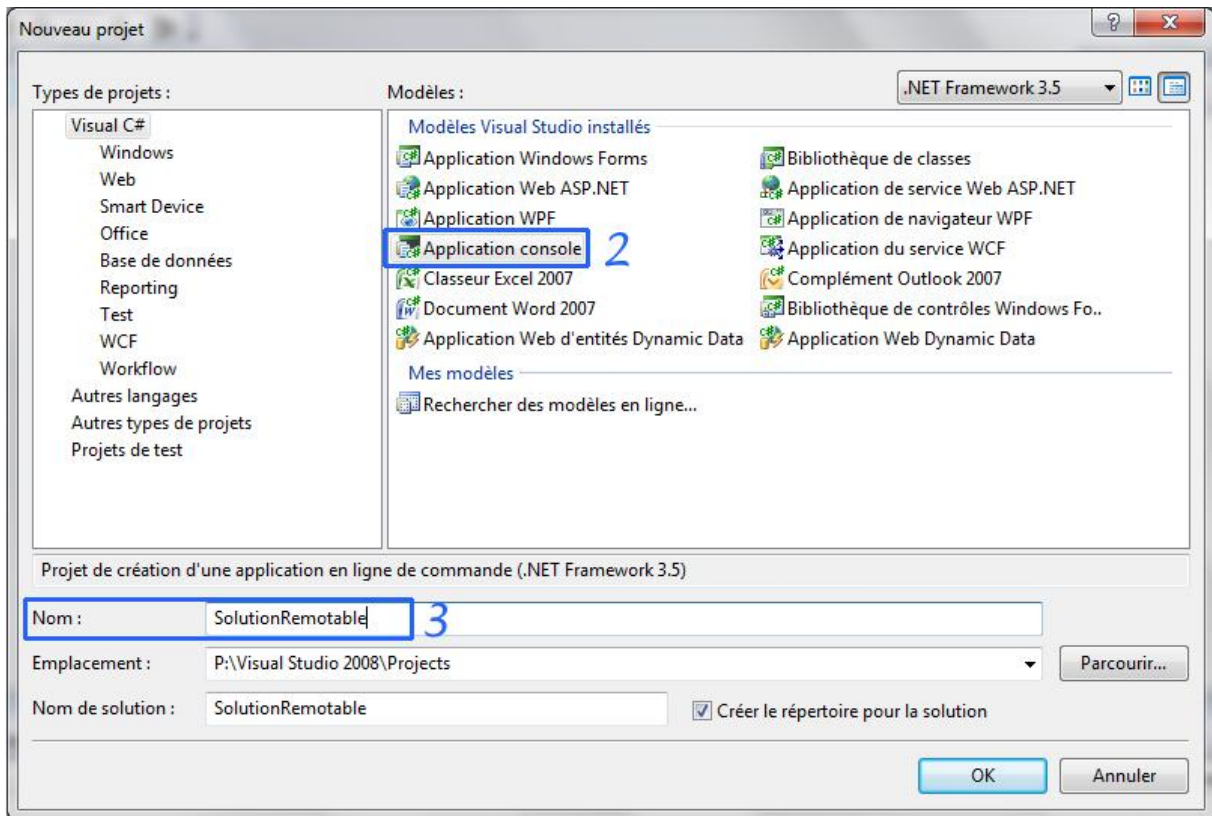 Nouveau projet
Types de projets :
Modèles :
.NET Framework 3.5
Visual C#
Windows
Web
Smart Device
Office
Base de données
Reporting
Test
WCF
Workflow
Autres langages
Autres types de projets
Projets de test
Modèles Visual Studio installés
Application Windows Forms
Bibliothèque de classes
Application Web ASP.NET
Application de service Web ASP.NET
Application WPF
Application de navigateur WPF
Application console 2
Application du service WCF
Classeur Excel 2007
Complément Outlook 2007
Document Word 2007
Bibliothèque de contrôles Windows Fo..
Application Web d'entités Dynamic Data
Application Web Dynamic Data
Mes modèles
Rechercher des modèles en ligne...
Projet de création d'une application en ligne de commande (.NET Framework 3.5)
Nom : SolutionRemotable 3
Emplacement : P:\Visual Studio 2008\Projects Parcourir...
Nom de solution : SolutionRemotable Créer le répertoire pour la solution
OK Annuler